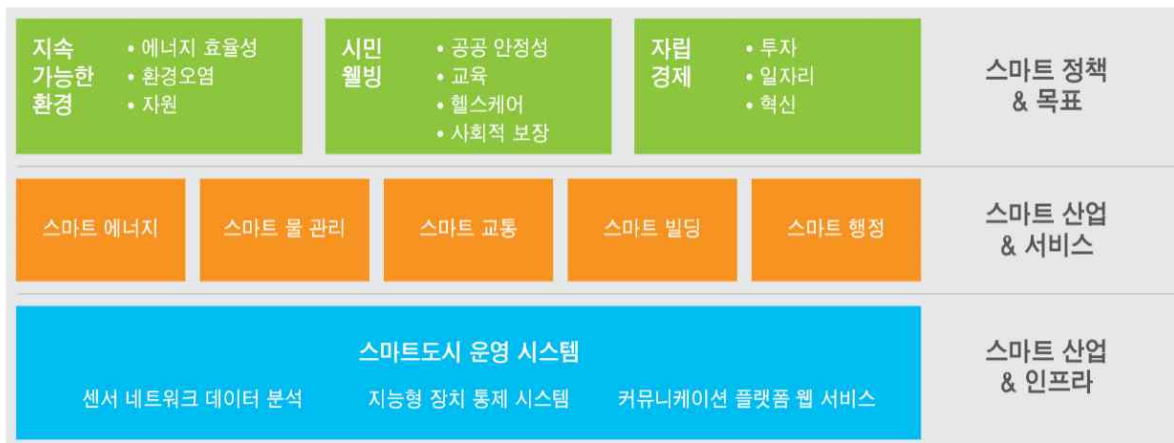 지속
가능한
환경
• 에너지 효율성
• 환경오염
• 자원
시민
웰빙
• 공공 안정성
• 교육
• 헬스케어
• 사회적 보장
자립
경제
• 투자
• 일자리
• 혁신
스마트 정책
& 목표
스마트 에너지
스마트 물 관리
스마트 교통
스마트 빌딩
스마트 행정
스마트 산업
& 서비스
스마트도시 운영 시스템
센서 네트워크 데이터 분석
지능형 장치 통제 시스템
커뮤니케이션 플랫폼 웹 서비스
스마트 산업
& 인프라